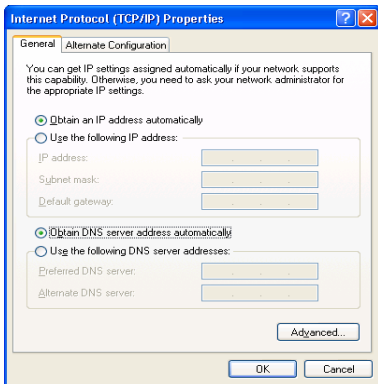 Internet Protocol (TCP/IP) Properties
General
Alternate Configuration
You can get IP settings assigned automatically if your network supports
this capability. Otherwise, you need to ask your network administrator for
the appropriate IP settings.
Obtain an IP address automatically
Use the following IP address:
IP address:
Subnet mask:
Default gateway:
Obtain DNS server address automatically
Use the following DNS server addresses:
Preferred DNS server:
Alternate DNS server:
Advanced...
OK
Cancel